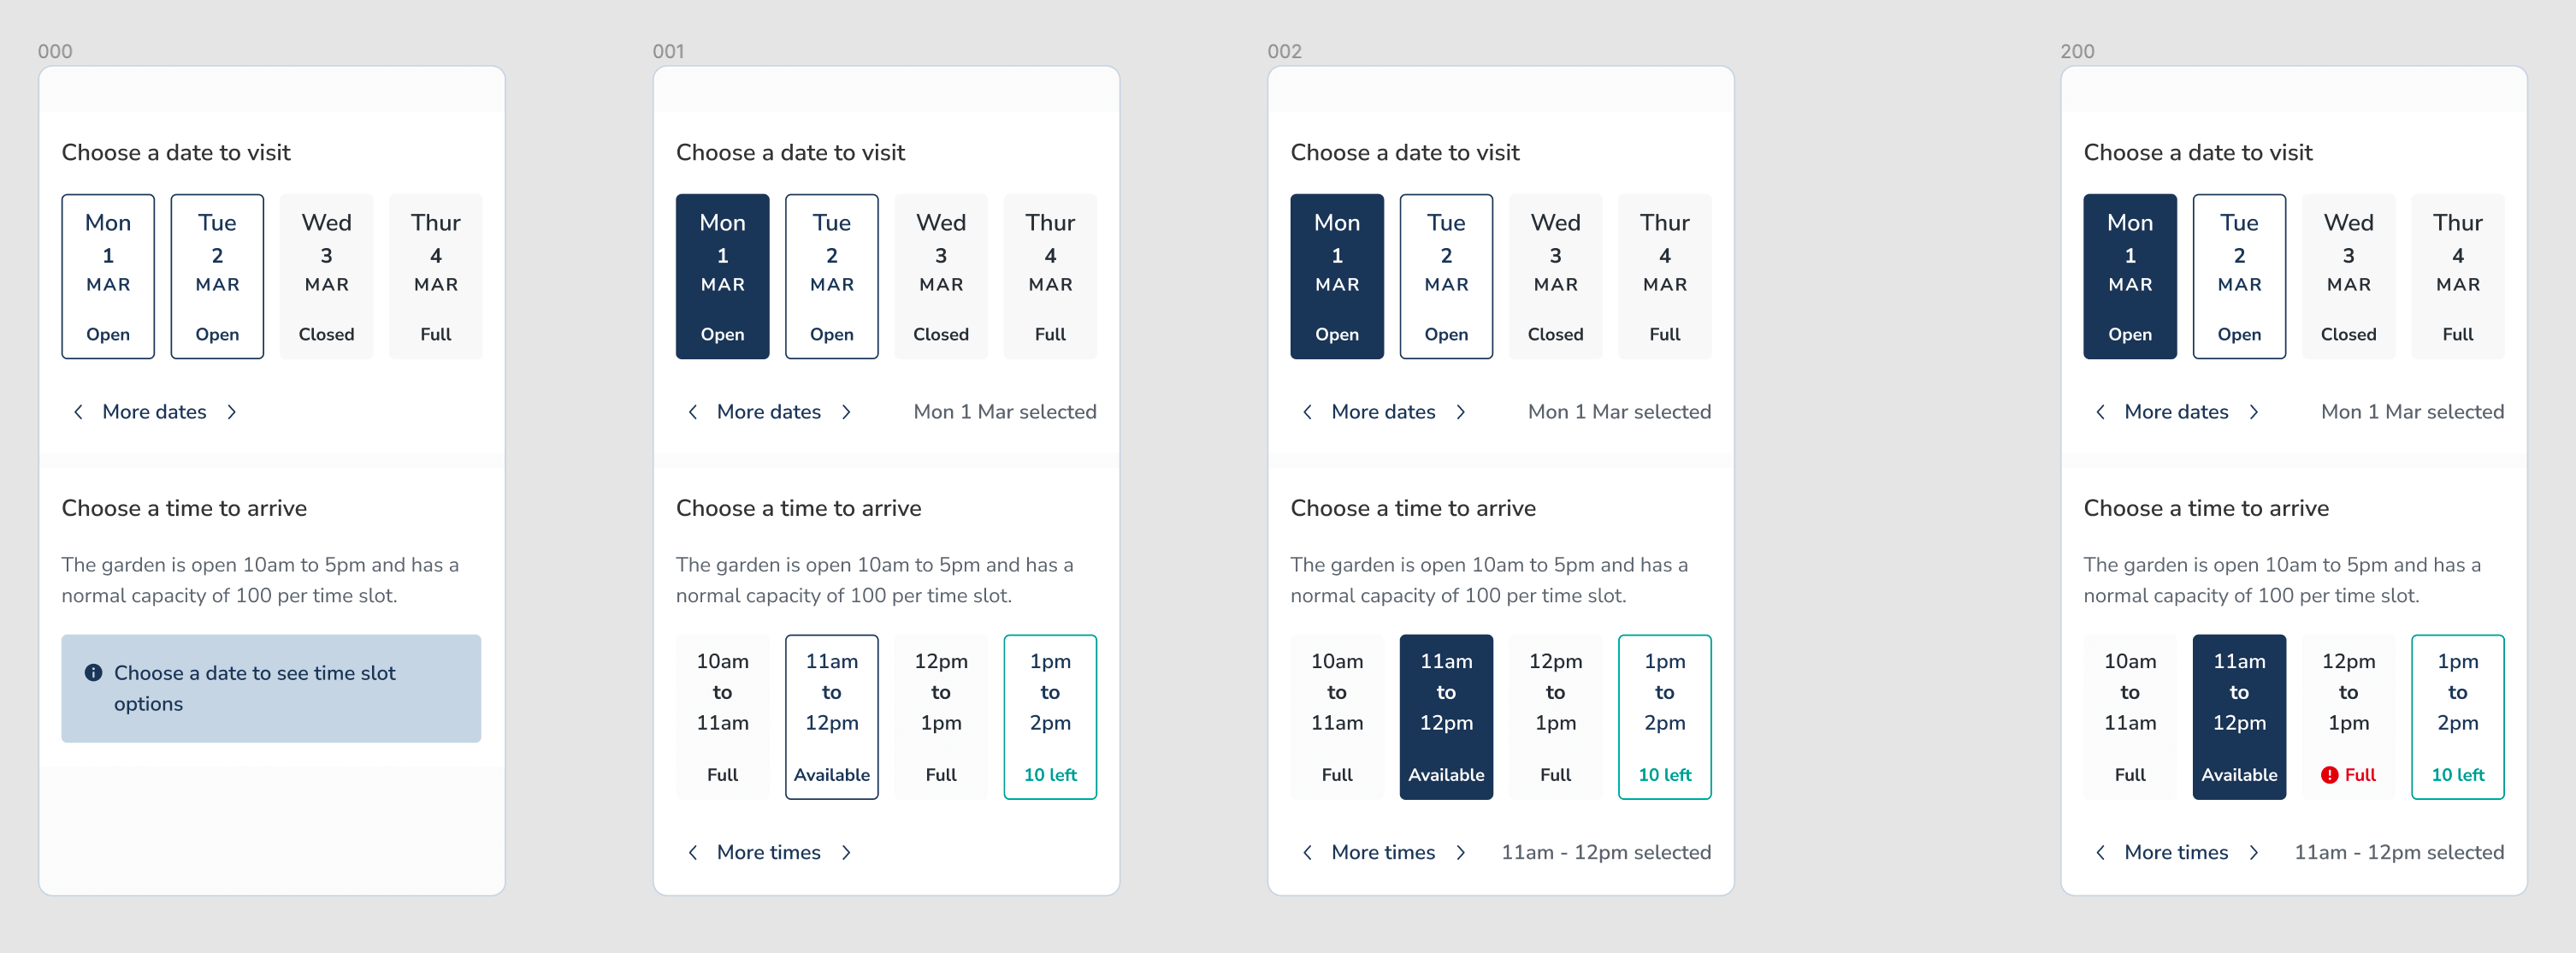 000
Choose a date to visit
Mon Tue Wed Thur
1 2 3 4
MAR MAR MAR MAR
Open Open Closed Full
More dates
Choose a time to arrive
The garden is open 10am to 5pm and has a
normal capacity of 100 per time slot.
Choose a date to see time slot
options
001
Choose a date to visit
Mon Tue Wed Thur
1 2 3 4
MAR MAR MAR MAR
Open Open Closed Full
More dates Mon 1 Mar selected
Choose a time to arrive
The garden is open 10am to 5pm and has a
normal capacity of 100 per time slot.
10am 11am 12pm 1pm
to to to to
11am 12pm 1pm 2pm
Full Available Full 10 left
More times
002
Choose a date to visit
Mon Tue Wed Thur
1 2 3 4
MAR MAR MAR MAR
Open Open Closed Full
More dates Mon 1 Mar selected
Choose a time to arrive
The garden is open 10am to 5pm and has a
normal capacity of 100 per time slot.
10am 11am 12pm 1pm
to to to to
11am 12pm 1pm 2pm
Full Available Full 10 left
More times 11am - 12pm selected
200
Choose a date to visit
Mon Tue Wed Thur
1 2 3 4
MAR MAR MAR MAR
Open Open Closed Full
More dates Mon 1 Mar selected
Choose a time to arrive
The garden is open 10am to 5pm and has a
normal capacity of 100 per time slot.
10am 11am 12pm 1pm
to to to to
11am 12pm 1pm 2pm
Full Available Full 10 left
More times 11am - 12pm selected